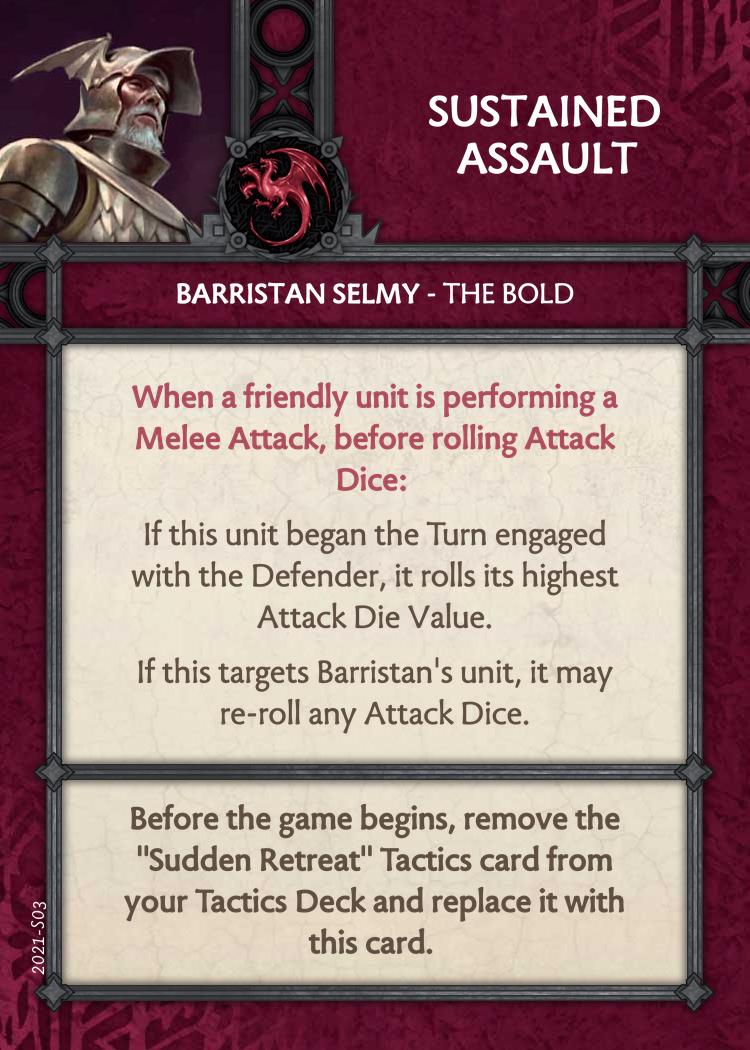 SUSTAINED
ASSAULT
BARRISTAN SELMY - THE BOLD
When a friendly unit is performing a
Melee Attack, before rolling Attack
Dice:
If this unit began the Turn engaged
with the Defender, it rolls its highest
Attack Die Value.
If this targets Barristan's unit, it may
re-roll any Attack Dice.
Before the game begins, remove the
"Sudden Retreat" Tactics card from
your Tactics Deck and replace it with
this card.
2021-S03